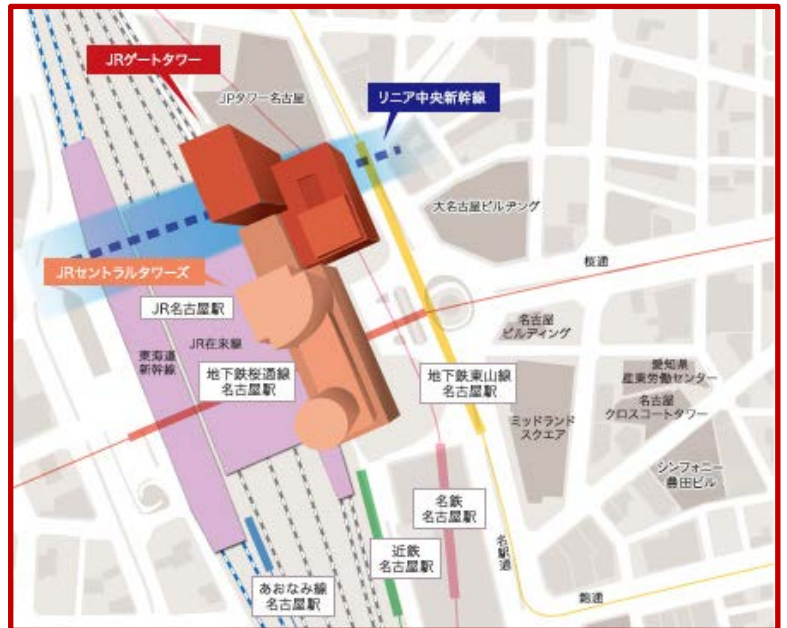 JRゲートタワー
JPタワー名古屋
リニア中央新幹線
大名古屋ビルヂング
桜通
JRセントラルタワーズ
JR名古屋駅
JR在来線
東海道
新幹線
地下鉄桜通線
名古屋駅
地下鉄東山線
名古屋駅
名古屋
ビルディング
愛知県
産業労働センター
名古屋
クロスコートタワー
ミッドランド
スクエア
シンフォニー
豊田ビル
名鉄
名古屋駅
近鉄
名古屋駅
名駅通
あおなみ線
名古屋駅
錦通